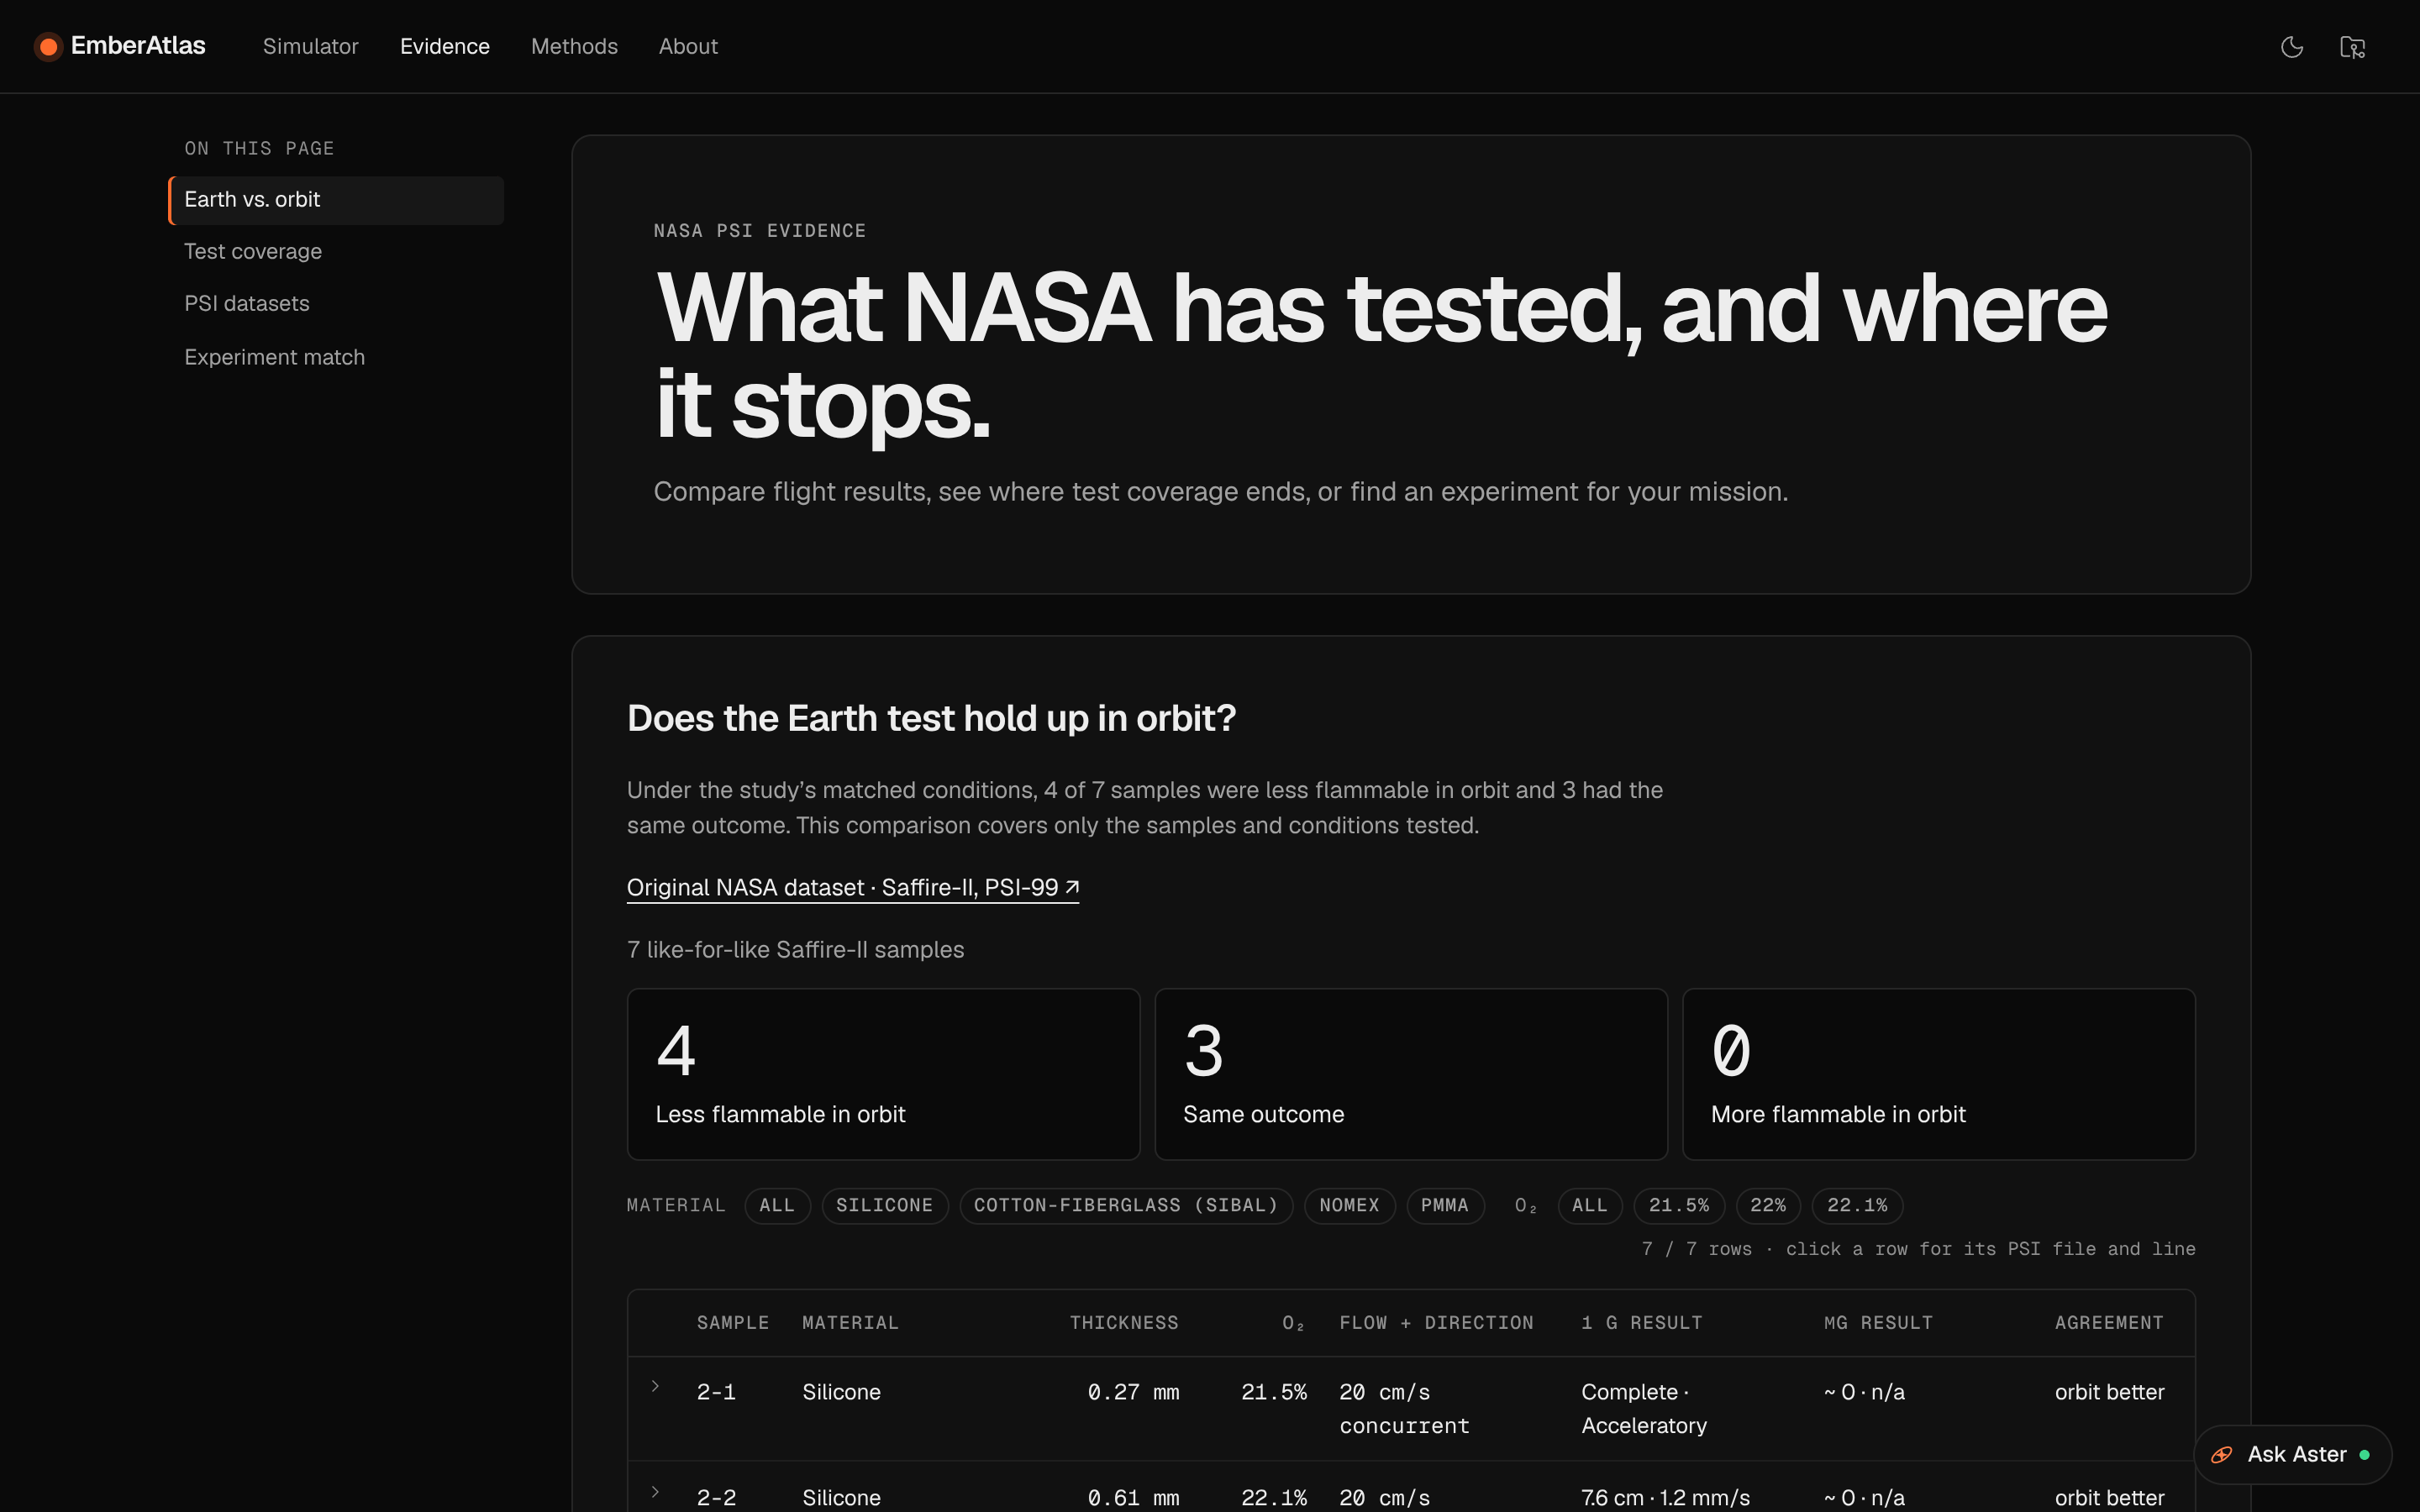 EmberAtlas Simulator Evidence Methods About
ON THIS PAGE
Earth vs. orbit
Test coverage
PSI datasets
Experiment match
NASA PSI EVIDENCE
What NASA has tested, and where
it stops.
Compare flight results, see where test coverage ends, or find an experiment for your mission.
Does the Earth test hold up in orbit?
Under the study’s matched conditions, 4 of 7 samples were less flammable in orbit and 3 had the
same outcome. This comparison covers only the samples and conditions tested.
Original NASA dataset · Saffire-II, PSI-99 ↗
7 like-for-like Saffire-II samples
4
Less flammable in orbit
3
Same outcome
0
More flammable in orbit
MATERIAL ALL SILICONE COTTON-FIBERGLASS (SIBAL) NOMEX PMMA O₂ ALL 21.5% 22% 22.1%
7 / 7 rows · click a row for its PSI file and line
SAMPLE MATERIAL THICKNESS O₂ FLOW + DIRECTION 1 G RESULT MG RESULT AGREEMENT
2-1 Silicone 0.27 mm 21.5% 20 cm/s Complete · ~ 0 · n/a orbit better
concurrent Acceleratory
2-2 Silicone 0.61 mm 22.1% 20 cm/s 7.6 cm · 1.2 mm/s ~ 0 · n/a orbit better
Ask Aster